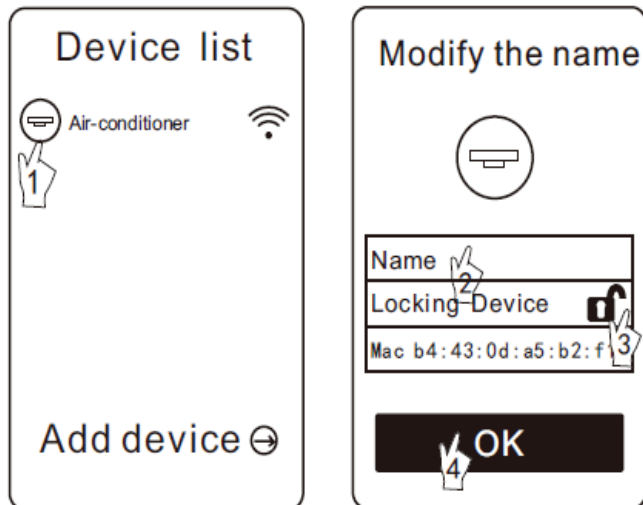 Device list
Air-conditioner
1
Add device
Modify the name
Name
2
Locking-Device
3
Mac b4:43:0d:a5:b2:f
OK
4